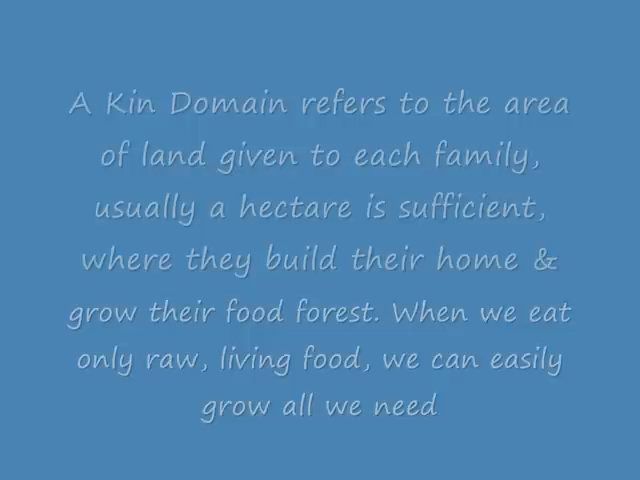 A Kin Domain refers to the area
of land given to each family,
usually a hectare is sufficient,
where they build their home &
grow their food forest. When we eat
only raw, living food, we can easily
grow all we need